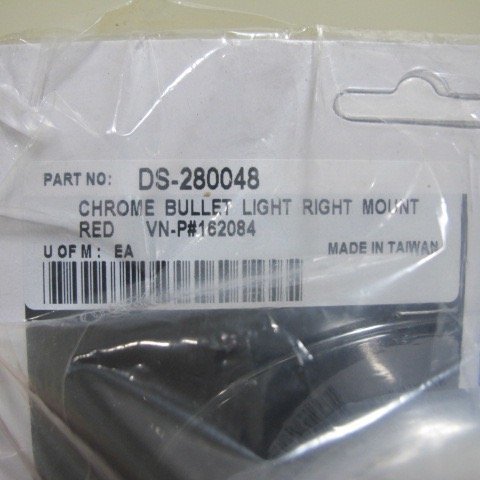 PART NO: DS-280048
CHROME BULLET LIGHT RIGHT MOUNT
RED VN-P#162084
U OF M : EA MADE IN TAIWAN